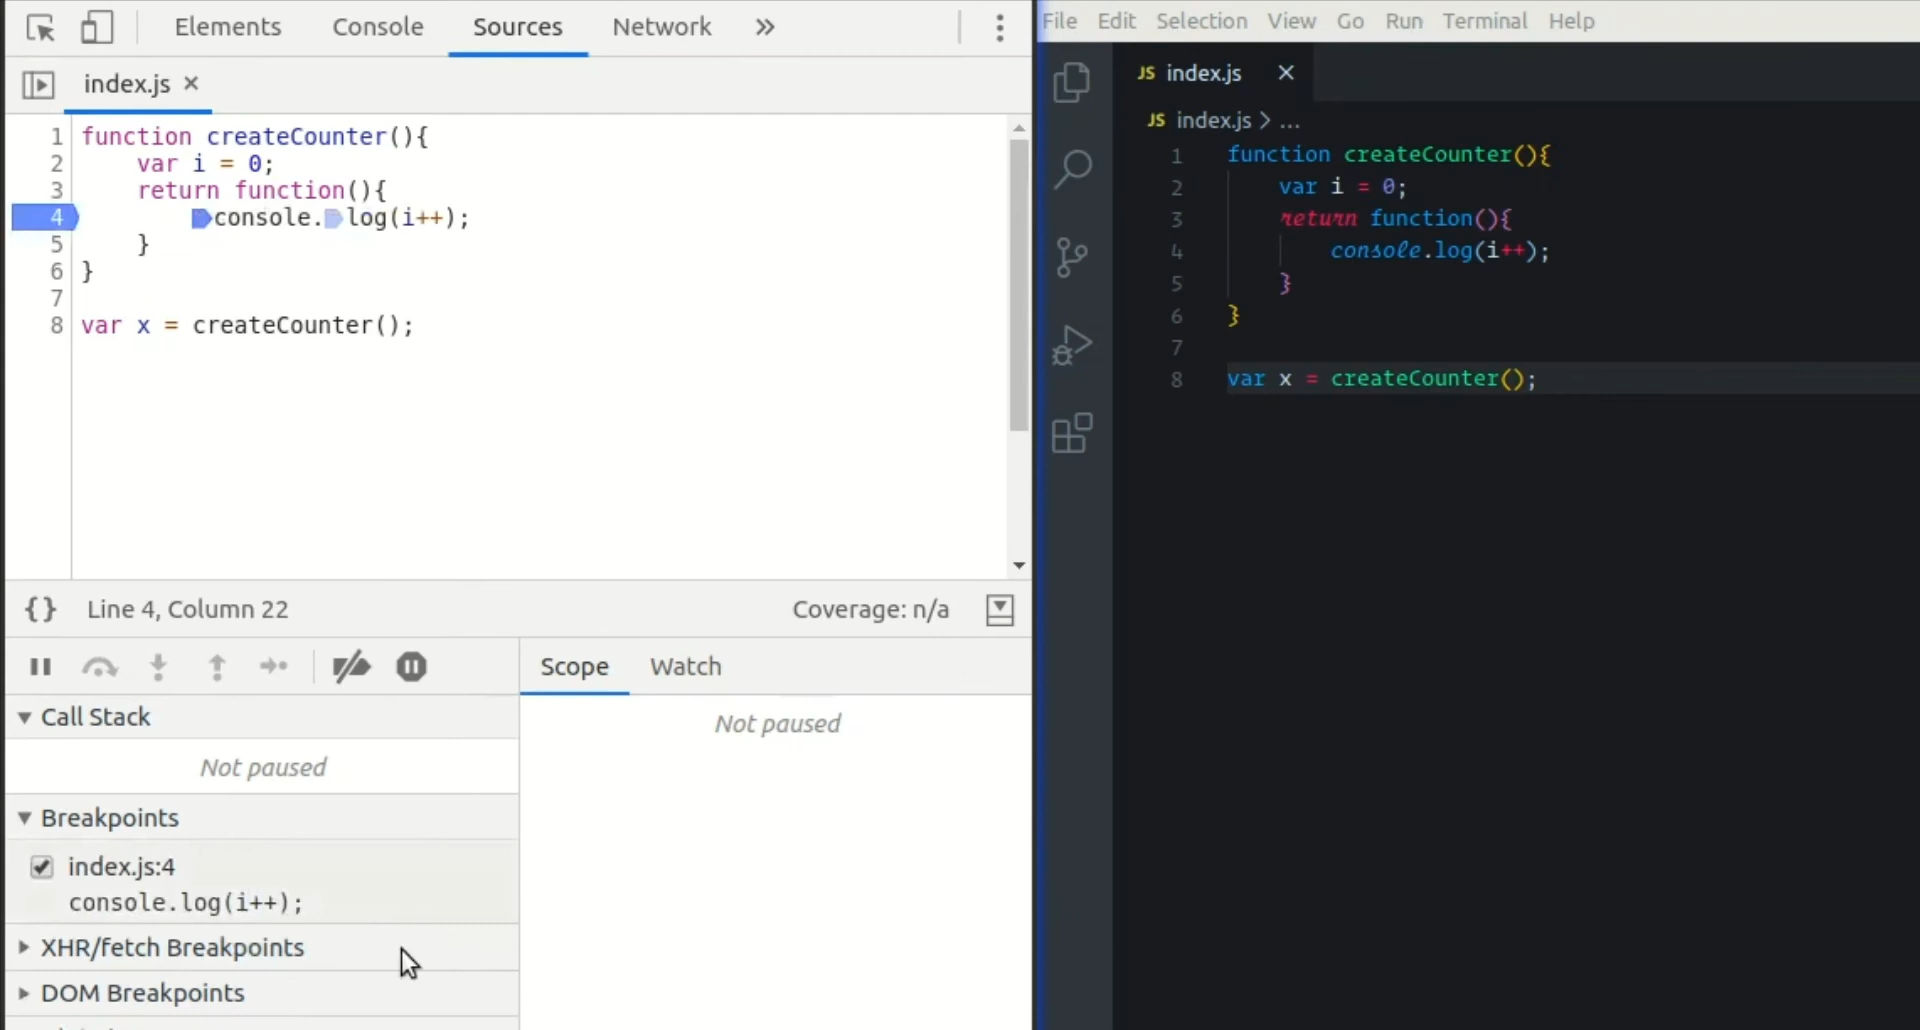 Elements Console Sources Network
index.js
1 function createCounter(){
2 var i = 0;
3 return function(){
4 console.log(i++);
5 }
6 }
7
8 var x = createCounter();
{} Line 4, Column 22 Coverage: n/a
Scope Watch
Call Stack
Not paused
Not paused
Breakpoints
index.js:4
console.log(i++);
XHR/fetch Breakpoints
DOM Breakpoints
File Edit Selection View Go Run Terminal Help
JS index.js
JS index.js > ...
1 function createCounter(){
2 var i = 0;
3 return function(){
4 console.log(i++);
5 }
6 }
7
8 var x = createCounter();